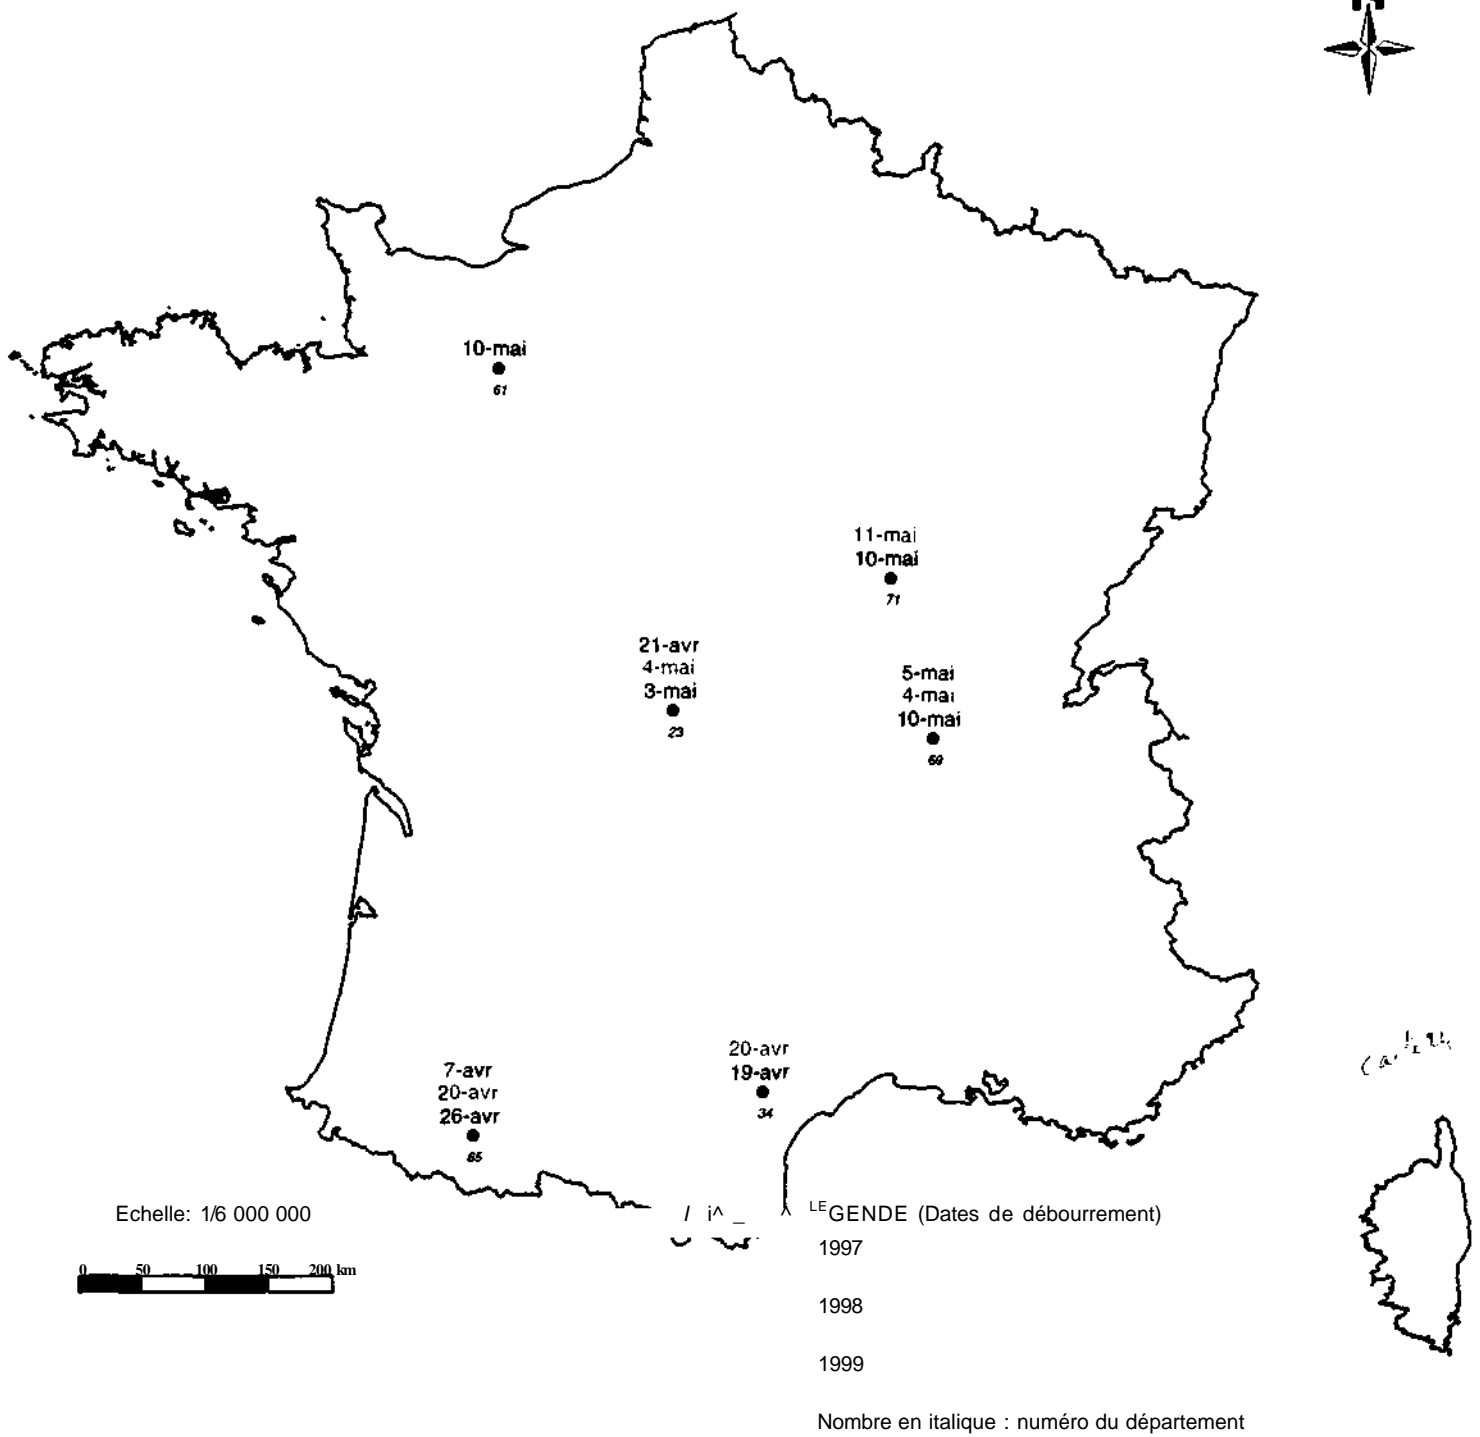 10-mai
61
11-mai
10-mai
71
21-avr
4-mai
3-mai
23
5-mai
4-mai
10-mai
69
20-avr
19-avr
34
7-avr
20-avr
26-avr
65
Echelle: 1/6 000 000
0 50 100 150 200 km
LEGENDE (Dates de débourrement)
1997
1998
1999
Nombre en italique : numéro du département